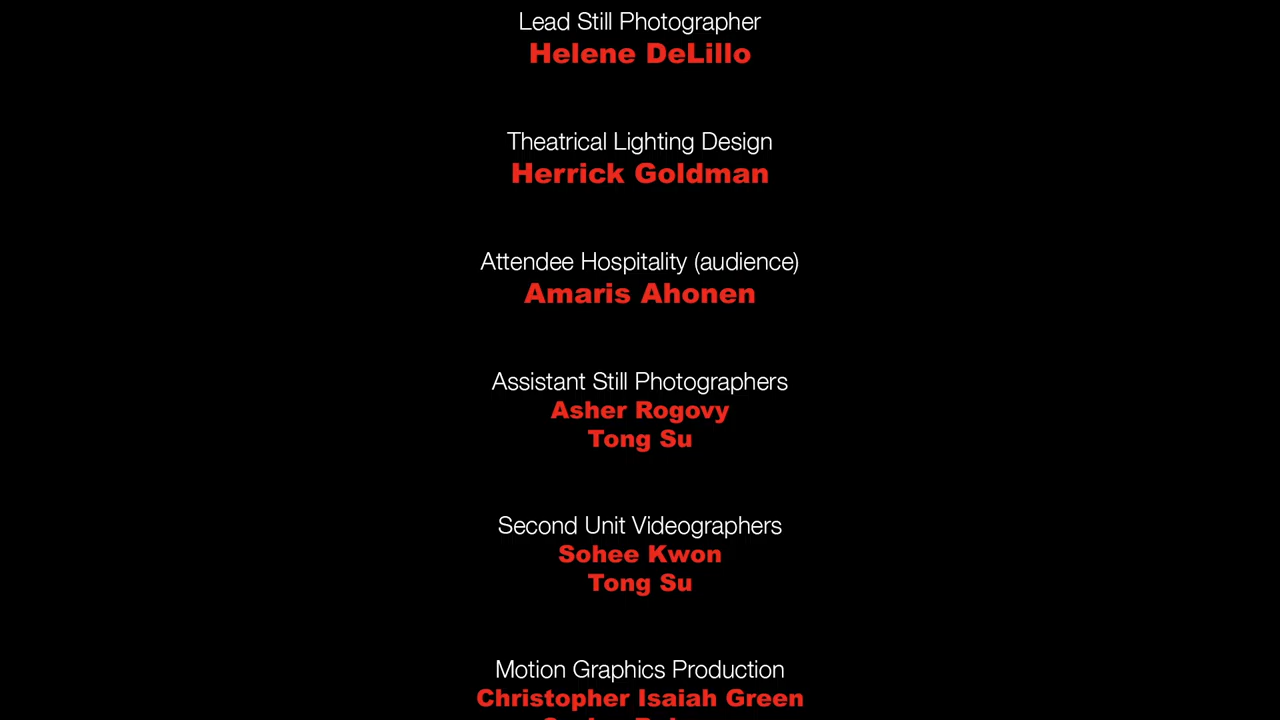 Lead Still Photographer
Helene DeLillo
Theatrical Lighting Design
Herrick Goldman
Attendee Hospitality (audience)
Amaris Ahonen
Assistant Still Photographers
Asher Rogovy
Tong Su
Second Unit Videographers
Sohee Kwon
Tong Su
Motion Graphics Production
Christopher Isaiah Green